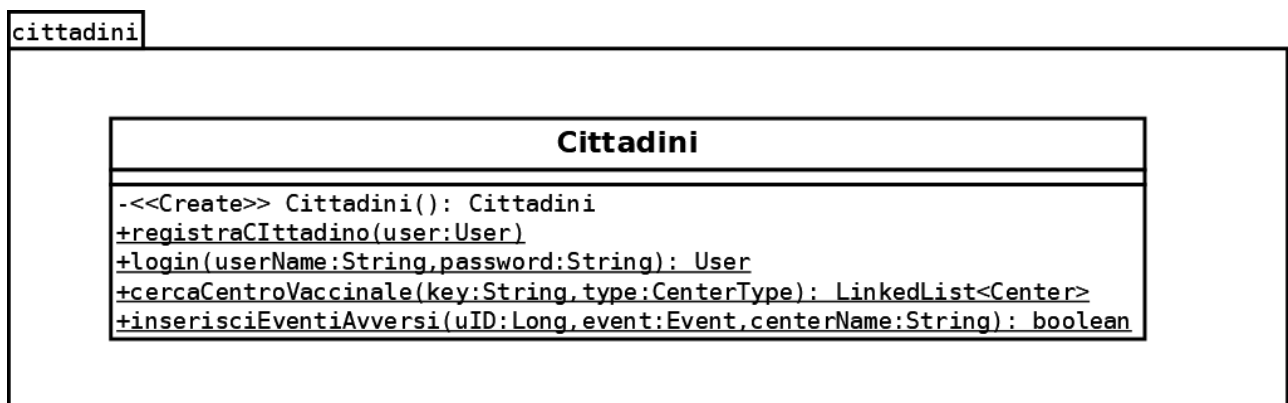 cittadini
Cittadini
-<<Create>> Cittadini(): Cittadini
+registraCIttadino(user:User)
+login(userName:String,password:String): User
+cercaCentroVaccinale(key:String,type:CenterType): LinkedList<Center>
+inserisciEventiAvversi(uID:Long,event:Event,centerName:String): boolean